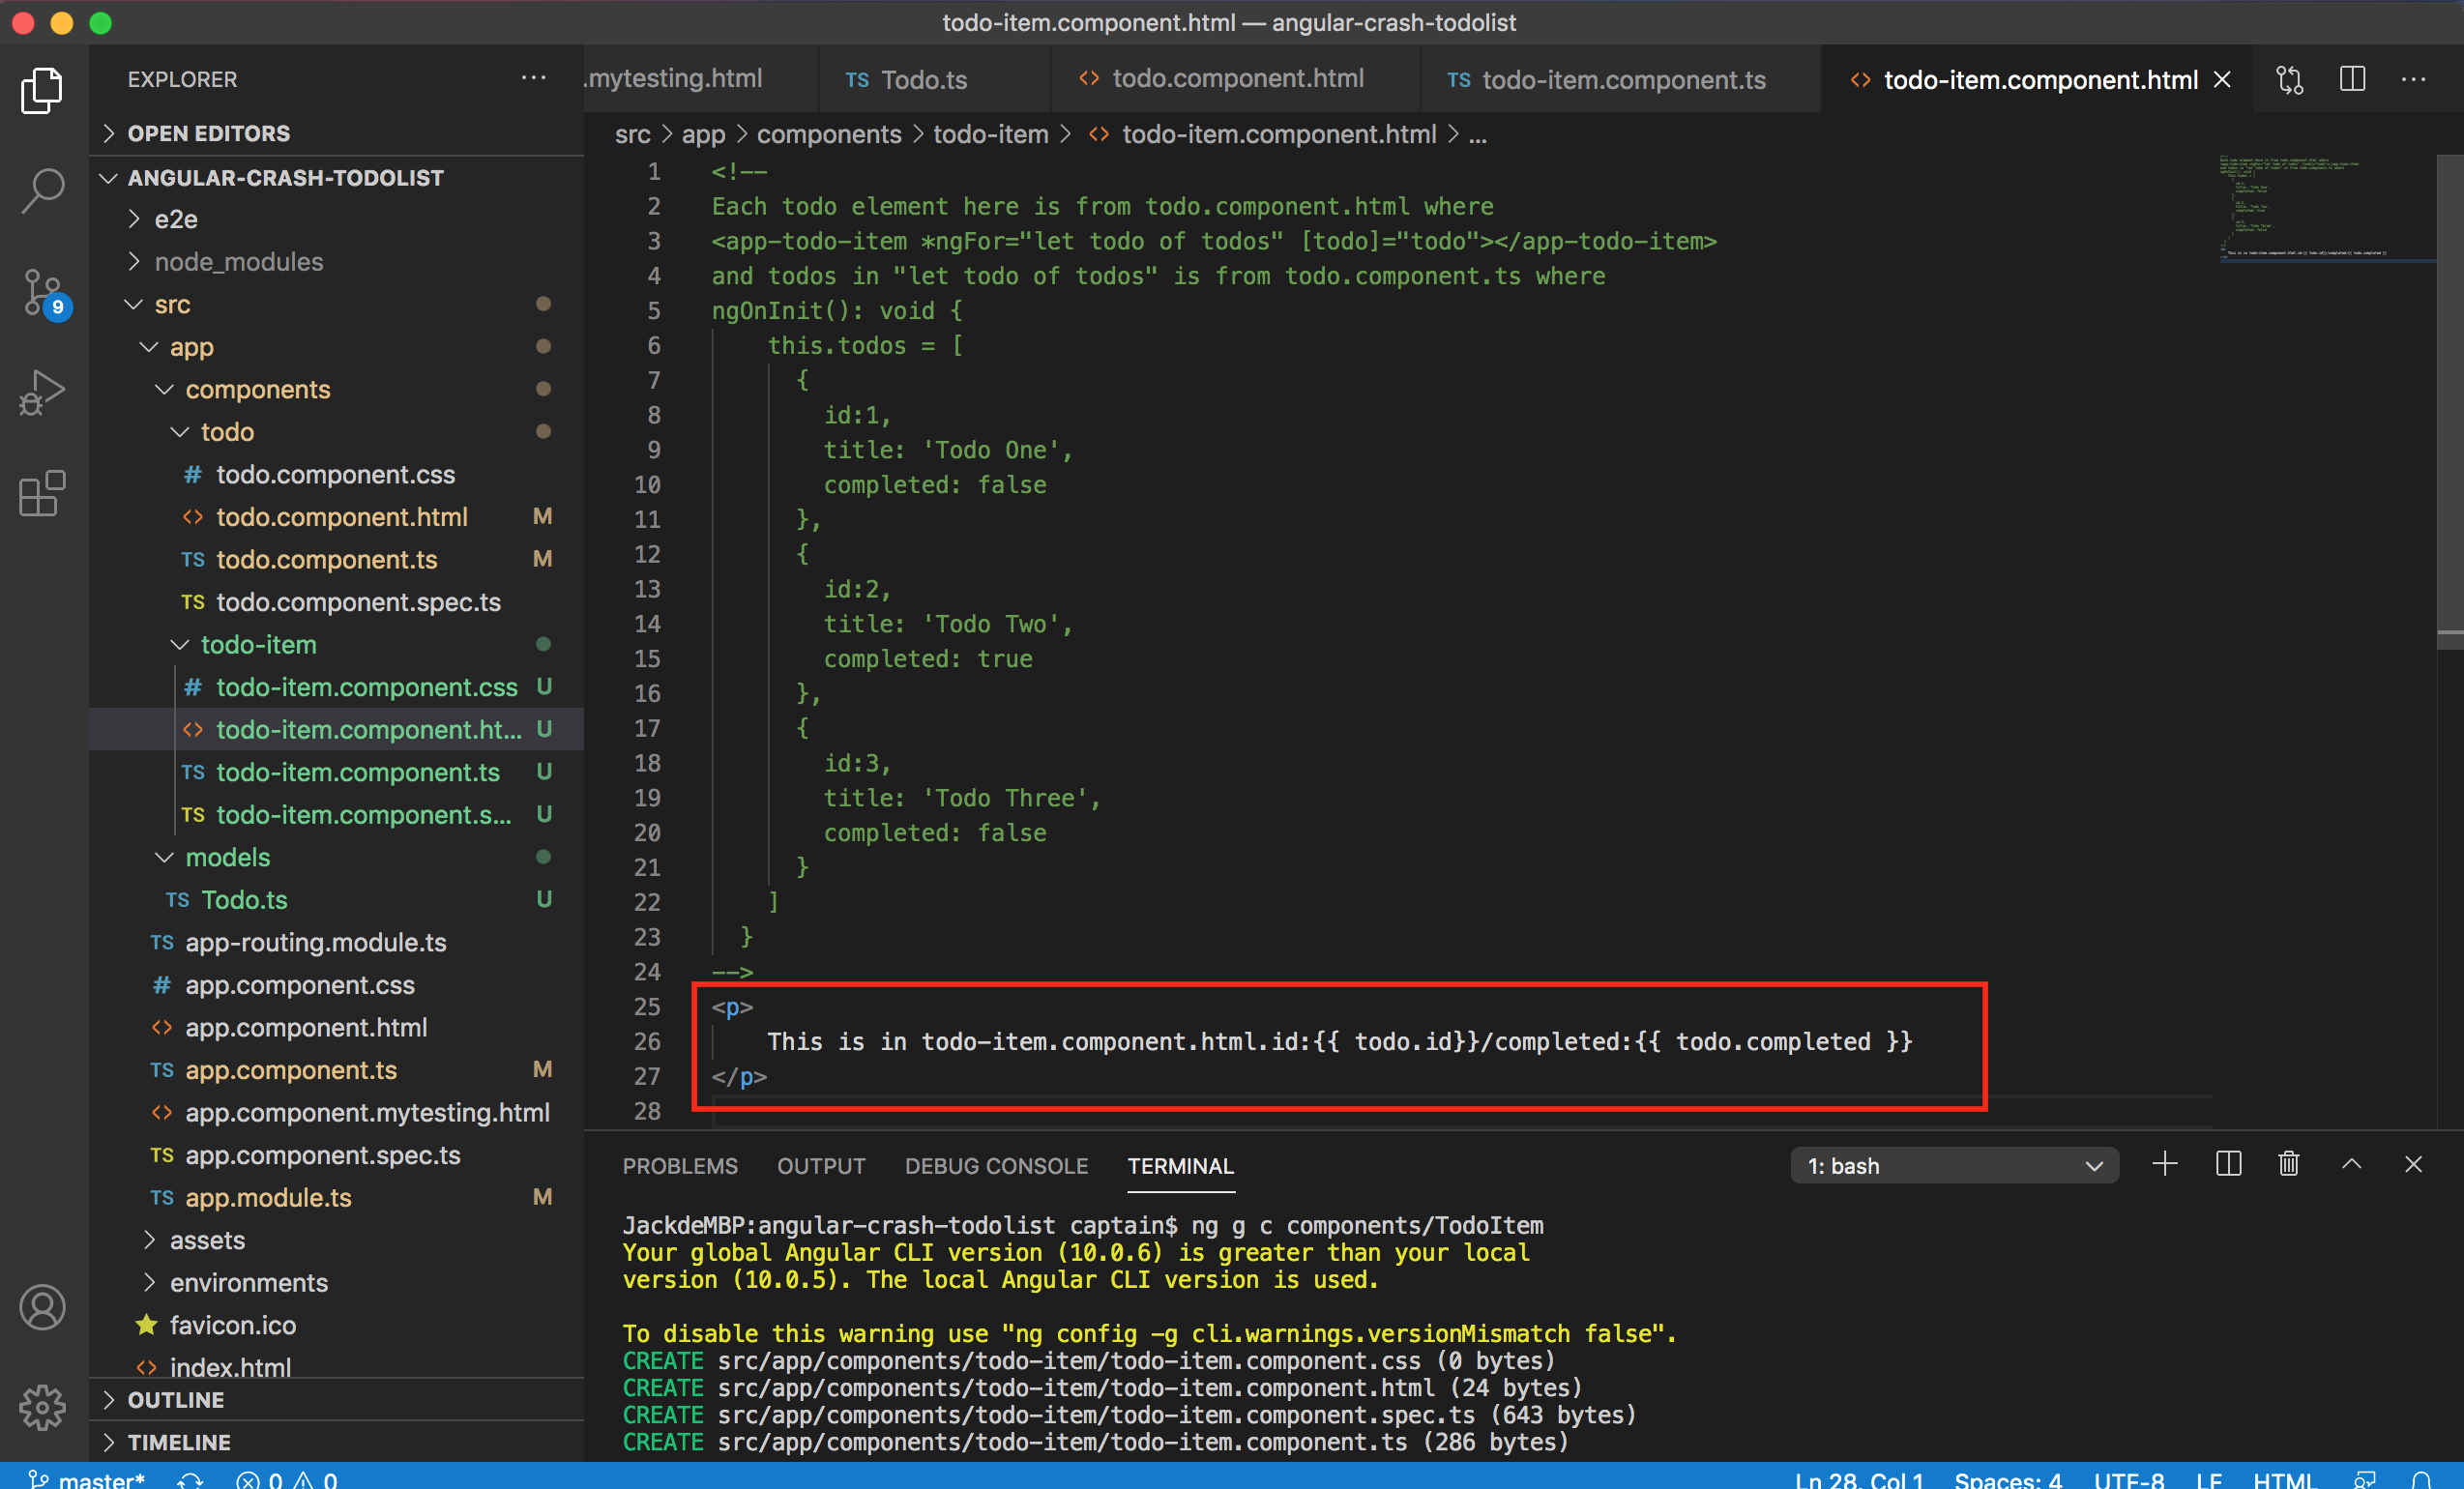 todo-item.component.html — angular-crash-todolist
EXPLORER
OPEN EDITORS
ANGULAR-CRASH-TODOLIST
e2e
node_modules
src
app
components
todo
# todo.component.css
<> todo.component.html M
TS todo.component.ts M
TS todo.component.spec.ts
todo-item
# todo-item.component.css U
<> todo-item.component.ht... U
TS todo-item.component.ts U
TS todo-item.component.s... U
models
TS Todo.ts U
TS app-routing.module.ts
# app.component.css
<> app.component.html
TS app.component.ts M
<> app.component.mytesting.html
TS app.component.spec.ts
TS app.module.ts M
assets
environments
favicon.ico
<> index.html
OUTLINE
TIMELINE
9
.mytesting.html TS Todo.ts <> todo.component.html TS todo-item.component.ts <> todo-item.component.html
src > app > components > todo-item > <> todo-item.component.html > ...
1 <!--
2 Each todo element here is from todo.component.html where
3 <app-todo-item *ngFor="let todo of todos" [todo]="todo"></app-todo-item>
4 and todos in "let todo of todos" is from todo.component.ts where
5 ngOnInit(): void {
6 this.todos = [
7 {
8 id:1,
9 title: 'Todo One',
10 completed: false
11 },
12 {
13 id:2,
14 title: 'Todo Two',
15 completed: true
16 },
17 {
18 id:3,
19 title: 'Todo Three',
20 completed: false
21 }
22 ]
23 }
24 -->
25 <p>
26 This is in todo-item.component.html.id:{{ todo.id}}/completed:{{ todo.completed }}
27 </p>
28
PROBLEMS OUTPUT DEBUG CONSOLE TERMINAL 1: bash
JackdeMBP:angular-crash-todolist captain$ ng g c components/TodoItem
Your global Angular CLI version (10.0.6) is greater than your local
version (10.0.5). The local Angular CLI version is used.
To disable this warning use "ng config -g cli.warnings.versionMismatch false".
CREATE src/app/components/todo-item/todo-item.component.css (0 bytes)
CREATE src/app/components/todo-item/todo-item.component.html (24 bytes)
CREATE src/app/components/todo-item/todo-item.component.spec.ts (643 bytes)
CREATE src/app/components/todo-item/todo-item.component.ts (286 bytes)
master* 0 0 Ln 28, Col 1 Spaces: 4 UTF-8 LF HTML